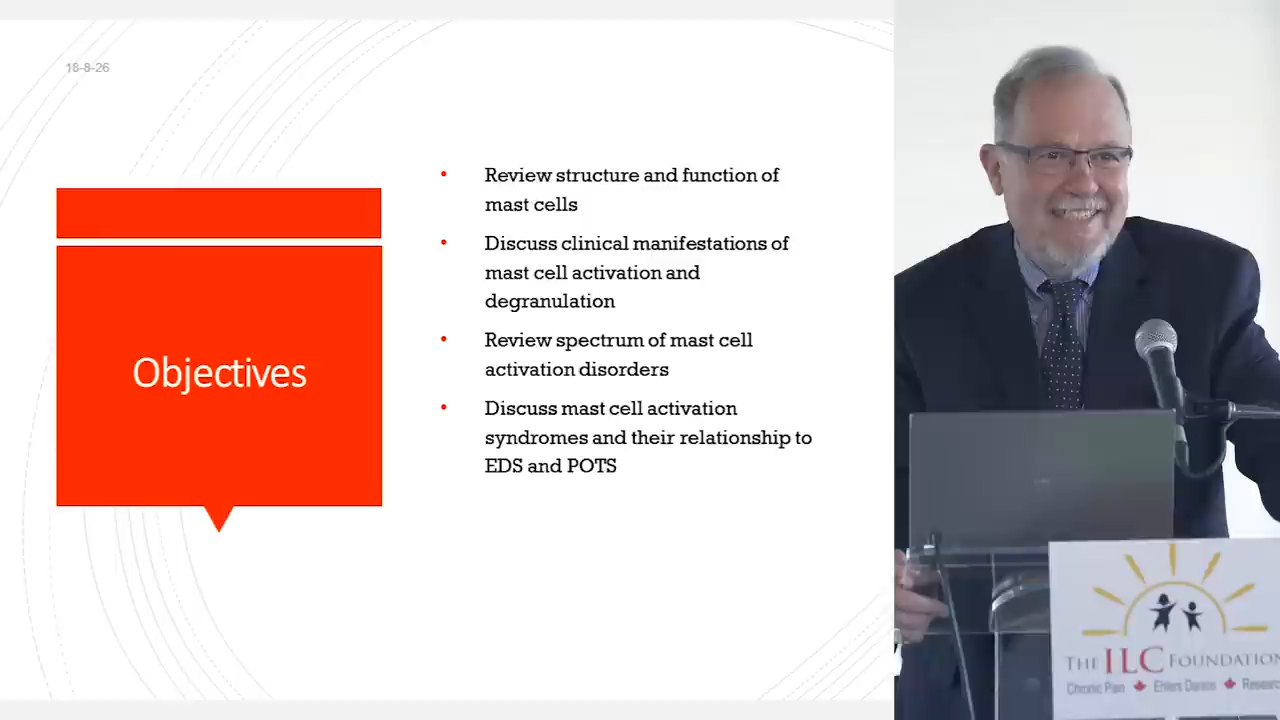 18-8-26
Objectives
• Review structure and function of
mast cells
• Discuss clinical manifestations of
mast cell activation and
degranulation
• Review spectrum of mast cell
activation disorders
• Discuss mast cell activation
syndromes and their relationship to
EDS and POTS
THE ILC FOUNDATION
Chronic Pain Ehlers Danlos Researc